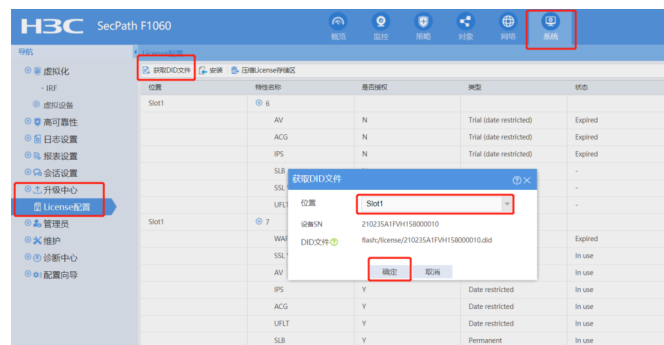 H3C SecPath F1060
概览 监控 策略 对象 网络 系统
导航
License配置
获取DID文件 安装 压缩License存储区
虚拟化
- IRF
虚拟设备
高可靠性
日志设置
报表设置
会话设置
升级中心
License配置
管理员
维护
诊断中心
配置向导
位置 特性名称 是否授权 类型 状态
Slot1 6
AV N Trial (date restricted) Expired
ACG N Trial (date restricted) Expired
IPS N Trial (date restricted) Expired
SLB -
SSL -
UFLT -
Slot1 7
WAF Expired
SSL In use
AV In use
IPS Y Date restricted In use
ACG Y Date restricted In use
UFLT Y Date restricted In use
SLB Y Permanent In use
获取DID文件
位置 Slot1
设备SN 210235A1FVH158000010
DID文件 flash:/license/210235A1FVH158000010.did
确定 取消